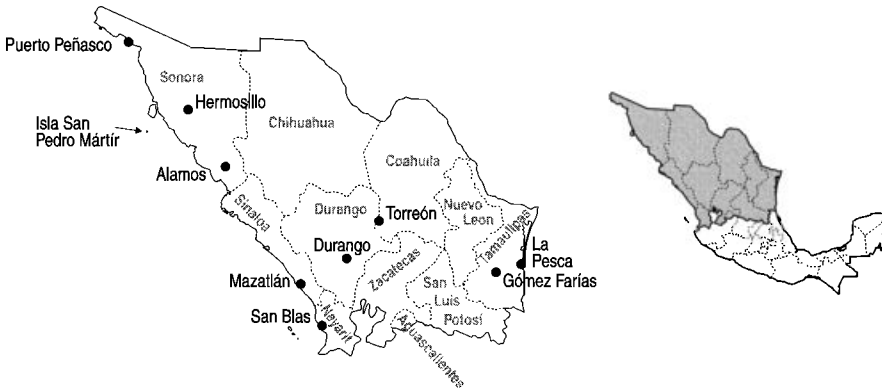 Puerto Peñasco
Sonora
Hermosillo
Chihuahua
Isla San
Pedro Mártír
Coahuila
Alamos
Sinaloa
Durango
Torreón
Nuevo
Leon
Tamaulipas
Durango
Zacatecas
La
Pesca
Gómez Farías
Mazatlán
San
Luis
Potosí
San Blas
Nayarit
Aguascalientes